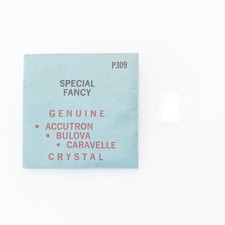 P309
SPECIAL
FANCY
GENUINE
• ACCUTRON
• BULOVA
• CARAVELLE
CRYSTAL